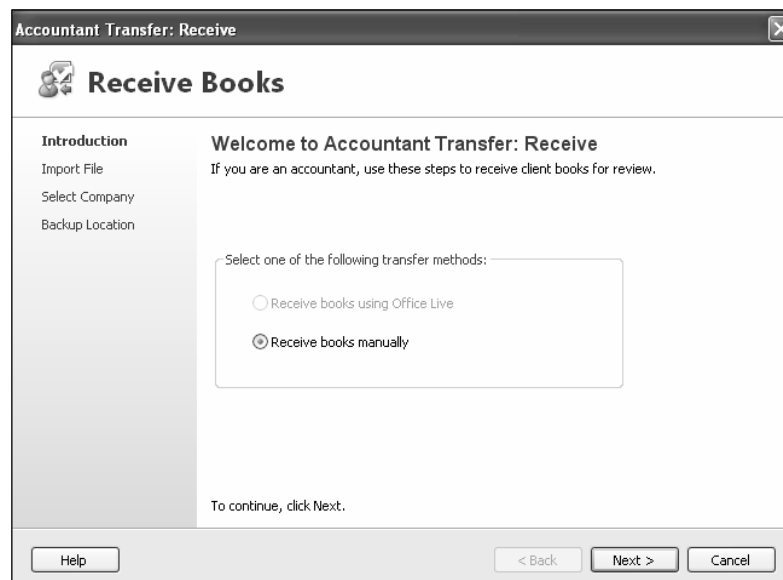 Accountant Transfer: Receive
Receive Books
Introduction
Import File
Select Company
Backup Location
Welcome to Accountant Transfer: Receive
If you are an accountant, use these steps to receive client books for review.
Select one of the following transfer methods:
Receive books using Office Live
Receive books manually
To continue, click Next.
Help
< Back
Next >
Cancel